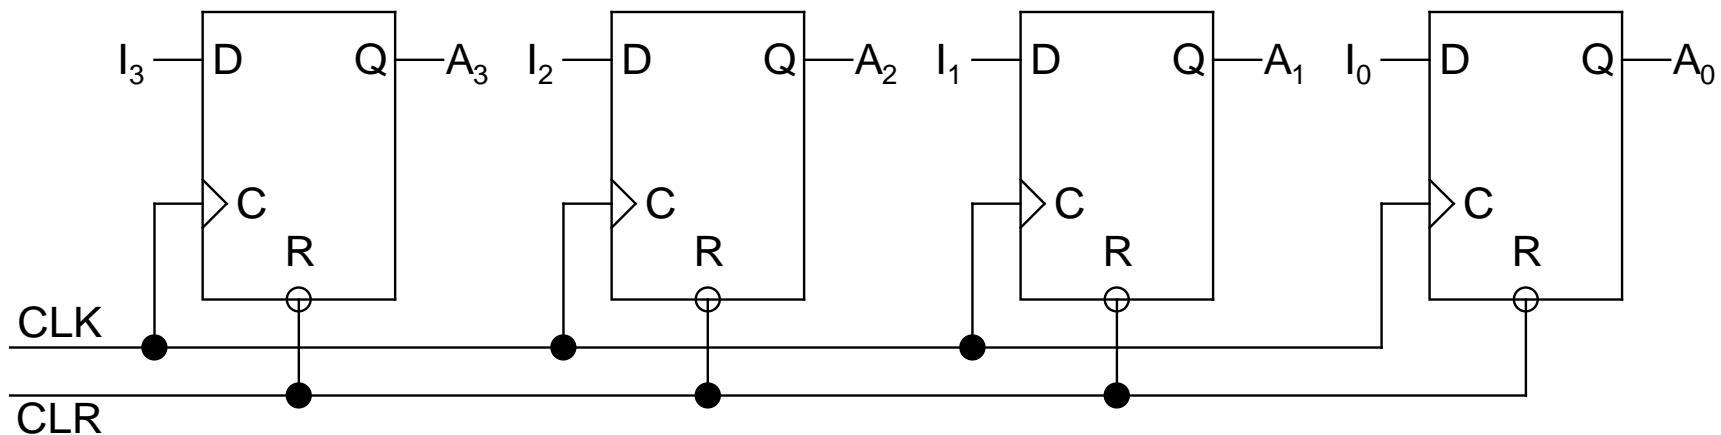 I₃ D Q A₃ I₂ D Q A₂ I₁ D Q A₁ I₀ D Q A₀
C C C C
R R R R
CLK
CLR